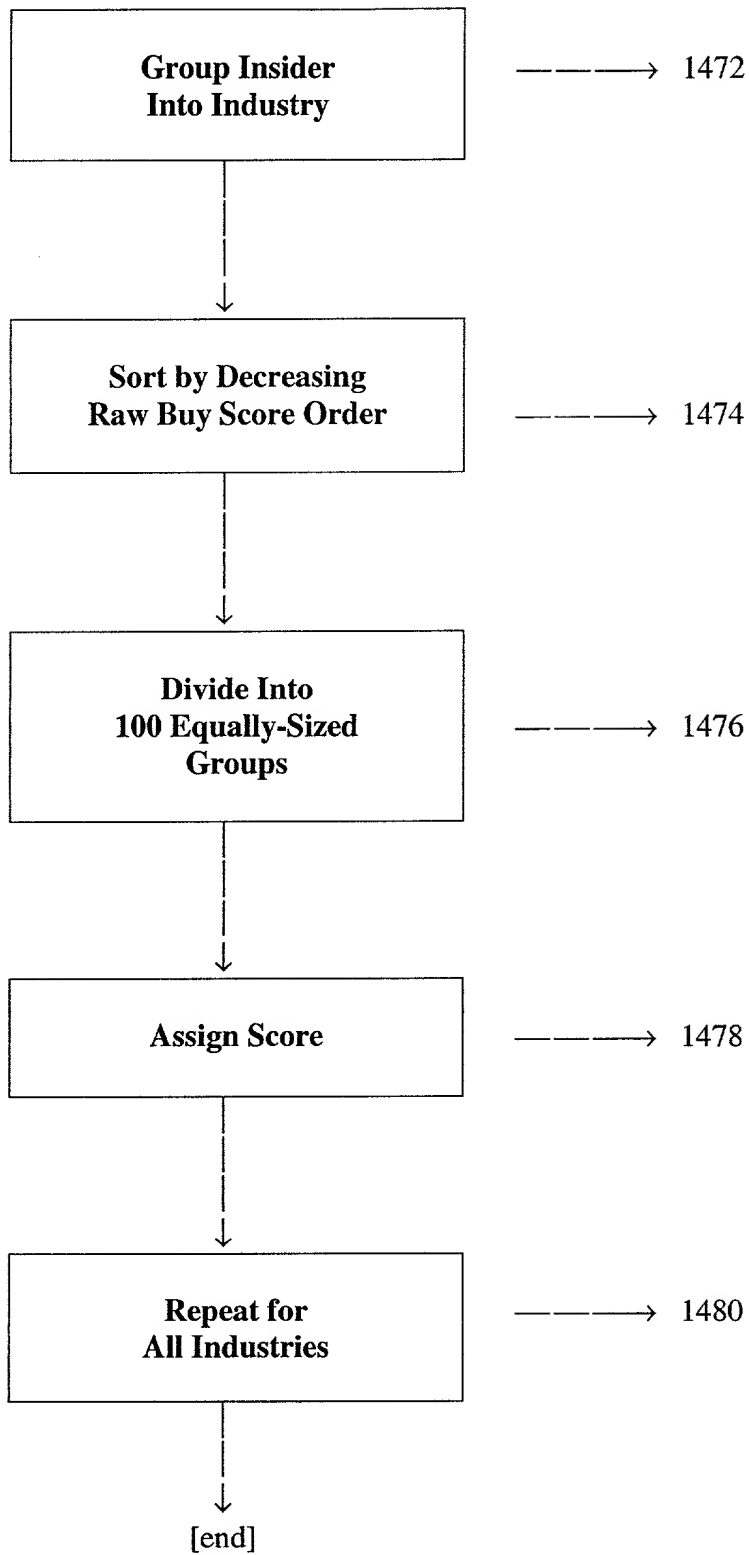 Group Insider
Into Industry
1472
Sort by Decreasing
Raw Buy Score Order
1474
Divide Into
100 Equally-Sized
Groups
1476
Assign Score
1478
Repeat for
All Industries
1480
[end]